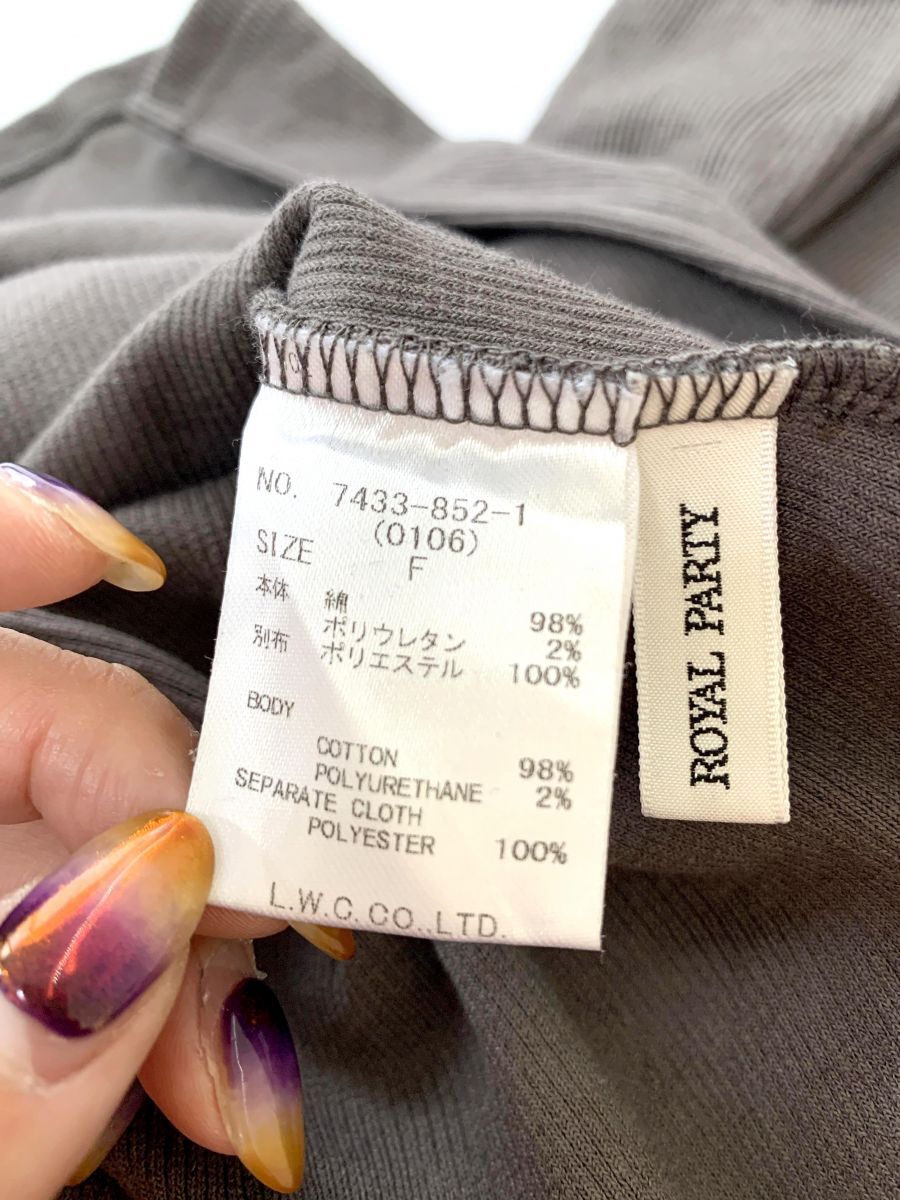 NO. 7433-852-1
(0106)
SIZE F
本体 綿 98%
ポリウレタン 2%
別布 ポリエステル 100%
BODY
COTTON 98%
POLYURETHANE 2%
SEPARATE CLOTH
POLYESTER 100%
L.W.C.CO.,LTD.
ROYAL PARTY